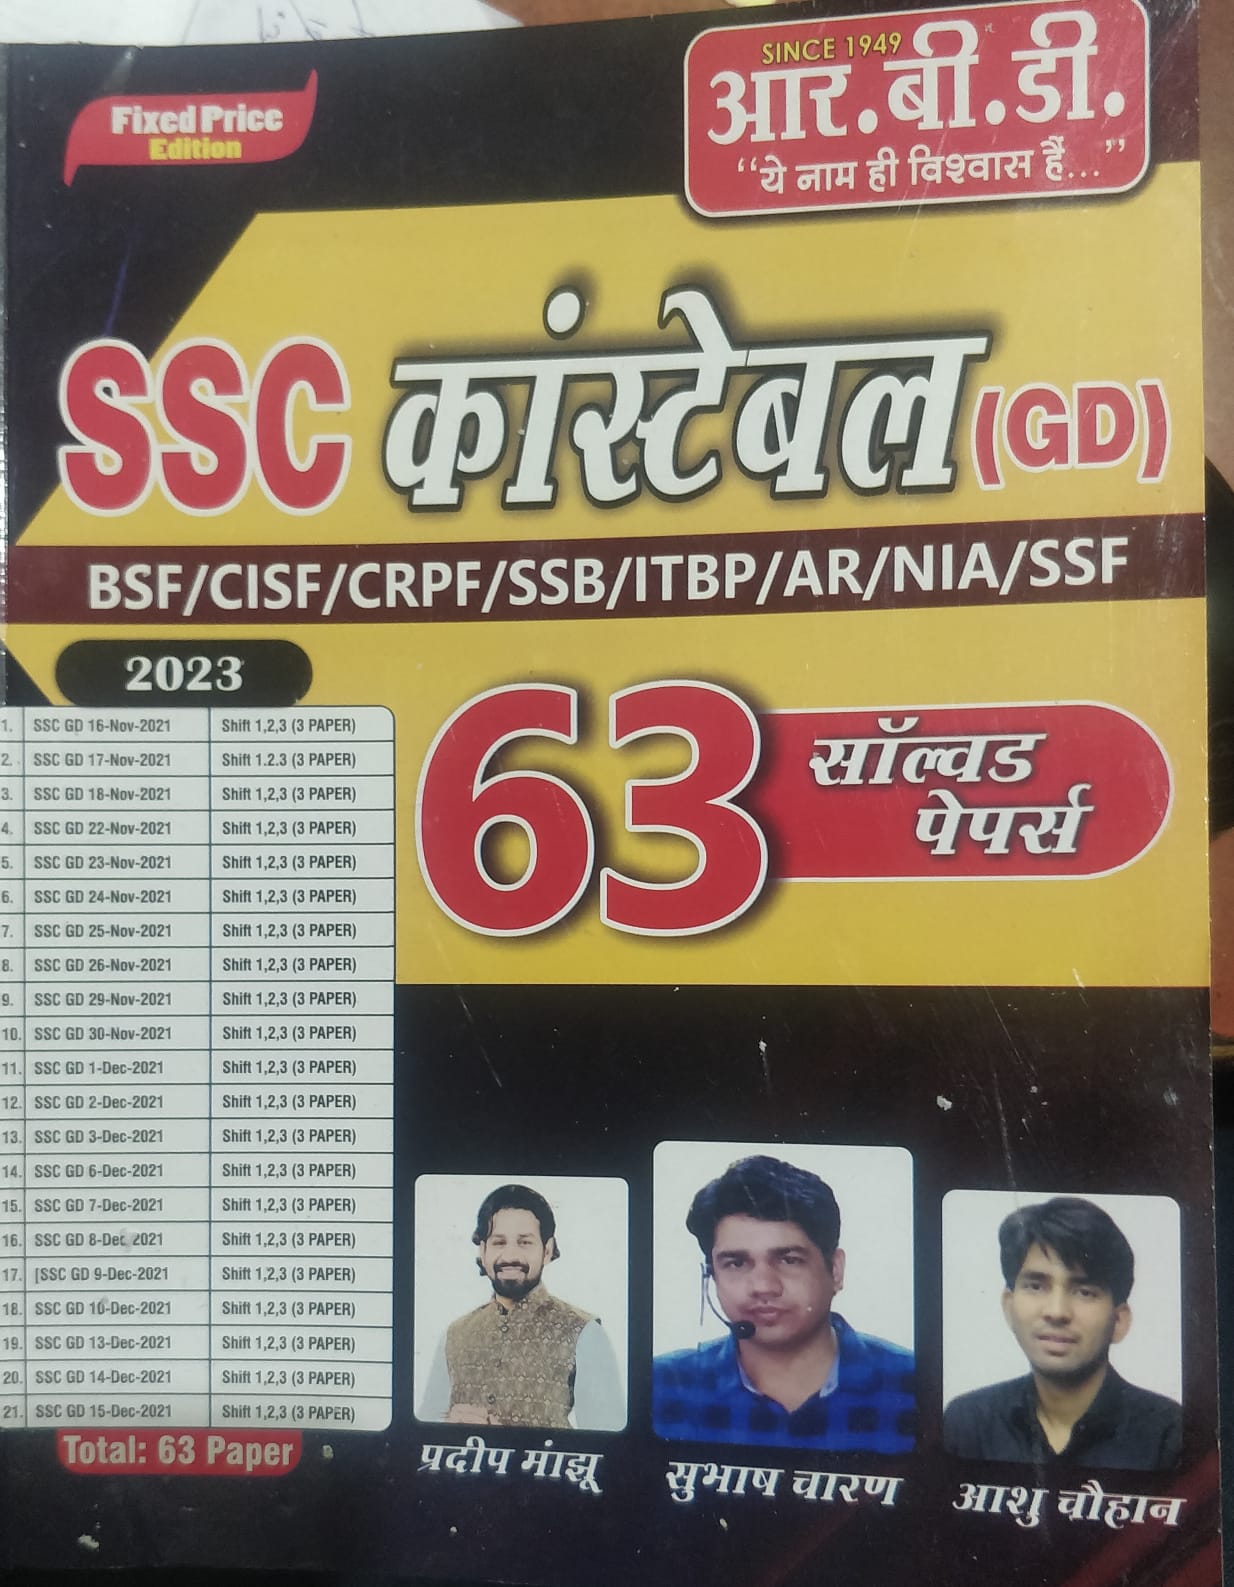 SINCE 1949
आर.बी.डी.
“ये नाम ही विश्वास हैं...”
Fixed Price
Edition
SSC कांस्टेबल (GD)
BSF/CISF/CRPF/SSB/ITBP/AR/NIA/SSF
2023
63 सॉल्वड
पेपर्स
1. SSC GD 16-Nov-2021 Shift 1,2,3 (3 PAPER)
2. SSC GD 17-Nov-2021 Shift 1.2.3 (3 PAPER)
3. SSC GD 18-Nov-2021 Shift 1,2,3 (3 PAPER)
4. SSC GD 22-Nov-2021 Shift 1,2,3 (3 PAPER)
5. SSC GD 23-Nov-2021 Shift 1,2,3 (3 PAPER)
6. SSC GD 24-Nov-2021 Shift 1,2,3 (3 PAPER)
7. SSC GD 25-Nov-2021 Shift 1,2,3 (3 PAPER)
8. SSC GD 26-Nov-2021 Shift 1,2,3 (3 PAPER)
9. SSC GD 29-Nov-2021 Shift 1,2,3 (3 PAPER)
10. SSC GD 30-Nov-2021 Shift 1,2,3 (3 PAPER)
11. SSC GD 1-Dec-2021 Shift 1,2,3 (3 PAPER)
12. SSC GD 2-Dec-2021 Shift 1,2,3 (3 PAPER)
13. SSC GD 3-Dec-2021 Shift 1,2,3 (3 PAPER)
14. SSC GD 6-Dec-2021 Shift 1,2,3 (3 PAPER)
15. SSC GD 7-Dec-2021 Shift 1,2,3 (3 PAPER)
16. SSC GD 8-Dec 2021 Shift 1,2,3 (3 PAPER)
17. [SSC GD 9-Dec-2021 Shift 1,2,3 (3 PAPER)
18. SSC GD 10-Dec-2021 Shift 1,2,3 (3 PAPER)
19. SSC GD 13-Dec-2021 Shift 1,2,3 (3 PAPER)
20. SSC GD 14-Dec-2021 Shift 1,2,3 (3 PAPER)
21. SSC GD 15-Dec-2021 Shift 1,2,3 (3 PAPER)
Total: 63 Paper
प्रदीप मांझू
सुभाष चारण
आशु चौहान